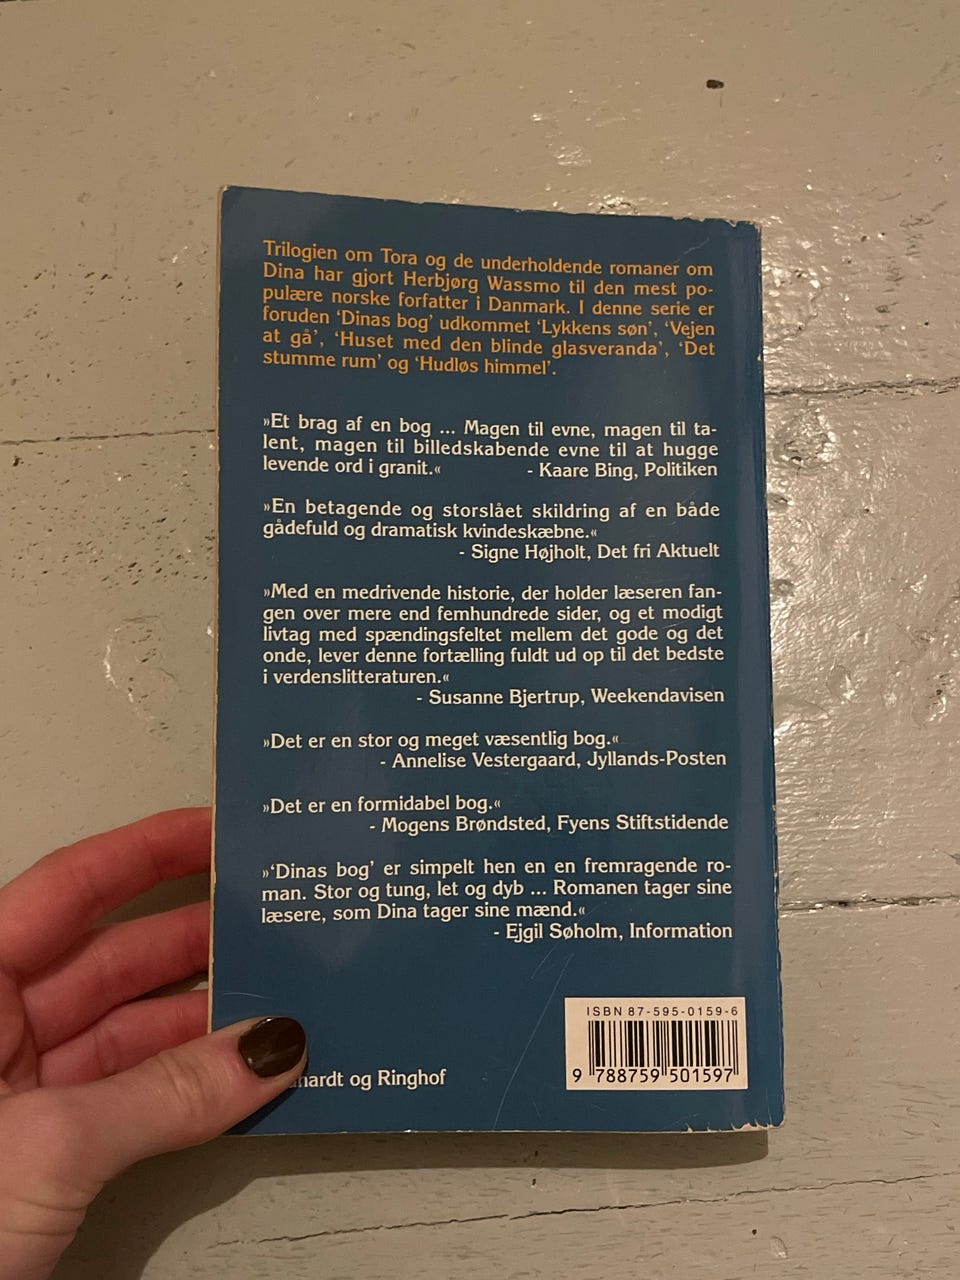 Trilogien om Tora og de underholdende romaner om
Dina har gjort Herbjørg Wassmo til den mest po-
pulære norske forfatter i Danmark. I denne serie er
foruden ‘Dinas bog’ udkommet ‘Lykkens søn’, ‘Vejen
at gå’, ‘Huset med den blinde glasveranda’, ‘Det
stumme rum’ og ‘Hudløs himmel’.
»Et brag af en bog ... Magen til evne, magen til ta-
lent, magen til billedskabende evne til at hugge
levende ord i granit.« - Kaare Bing, Politiken
»En betagende og storslået skildring af en både
gådefuld og dramatisk kvindeskæbne.«
- Signe Højholt, Det fri Aktuelt
»Med en medrivende historie, der holder læseren fan-
gen over mere end femhundrede sider, og et modigt
livtag med spændingsfeltet mellem det gode og det
onde, lever denne fortælling fuldt ud op til det bedste
i verdenslitteraturen.«
- Susanne Bjertrup, Weekendavisen
»Det er en stor og meget væsentlig bog.«
- Annelise Vestergaard, Jyllands-Posten
»Det er en formidabel bog.«
- Mogens Brøndsted, Fyens Stiftstidende
»‘Dinas bog’ er simpelt hen en en fremragende ro-
man. Stor og tung, let og dyb ... Romanen tager sine
læsere, som Dina tager sine mænd.«
- Ejgil Søholm, Information
ISBN 87-595-0159-6
9 788759 501597
og Ringhof